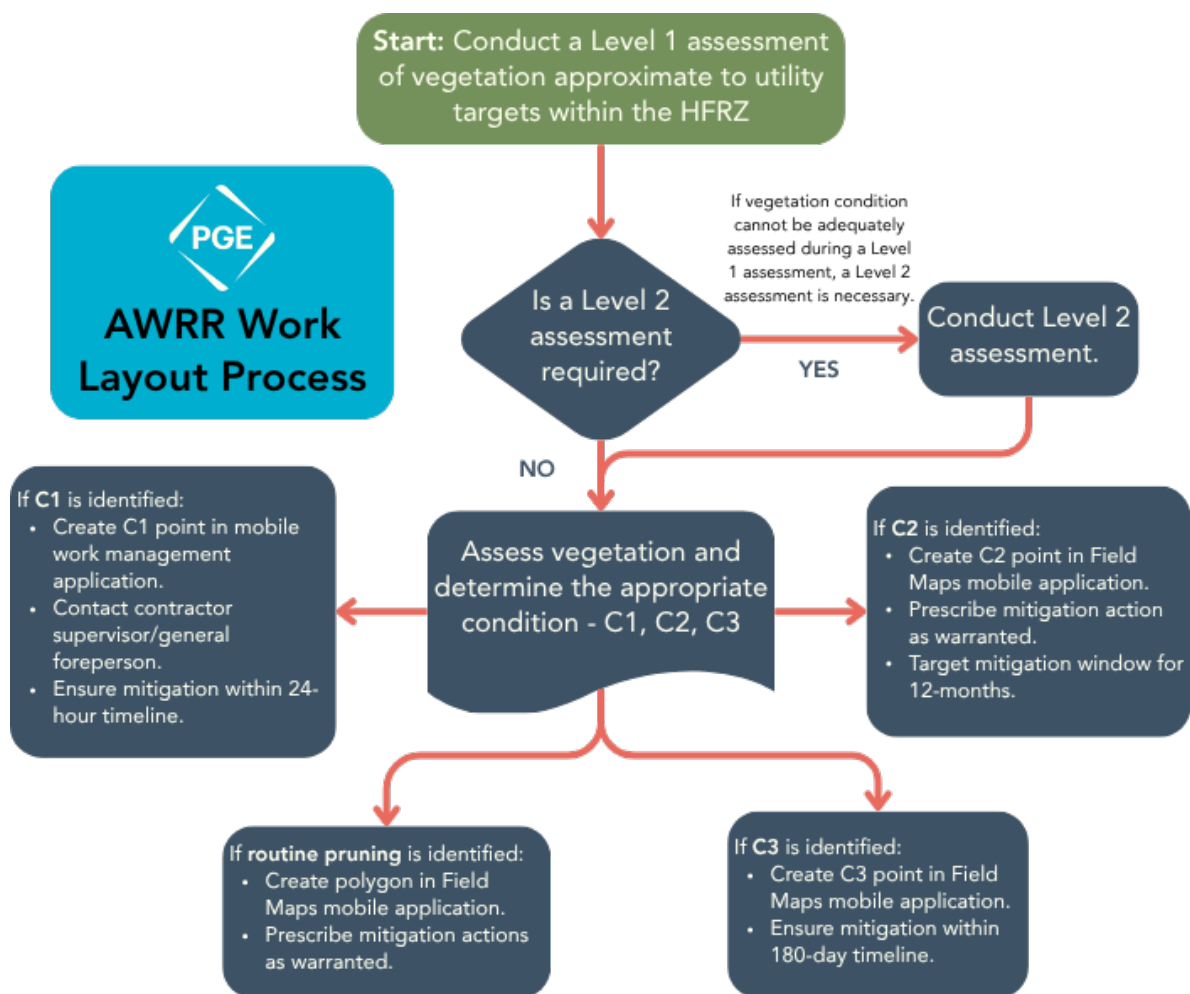 Start: Conduct a Level 1 assessment
of vegetation approximate to utility
targets within the HFRZ
PGE
AWRR Work
Layout Process
If vegetation condition
cannot be adequately
assessed during a Level
1 assessment, a Level 2
assessment is necessary.
Is a Level 2
assessment
required?
YES
Conduct Level 2
assessment.
NO
If C1 is identified:
• Create C1 point in mobile
work management
application.
• Contact contractor
supervisor/general
foreperson.
• Ensure mitigation within 24-
hour timeline.
Assess vegetation and
determine the appropriate
condition - C1, C2, C3
If C2 is identified:
• Create C2 point in Field
Maps mobile application.
• Prescribe mitigation action
as warranted.
• Target mitigation window for
12-months.
If routine pruning is identified:
• Create polygon in Field
Maps mobile application.
• Prescribe mitigation actions
as warranted.
If C3 is identified:
• Create C3 point in Field
Maps mobile application.
• Ensure mitigation within
180-day timeline.